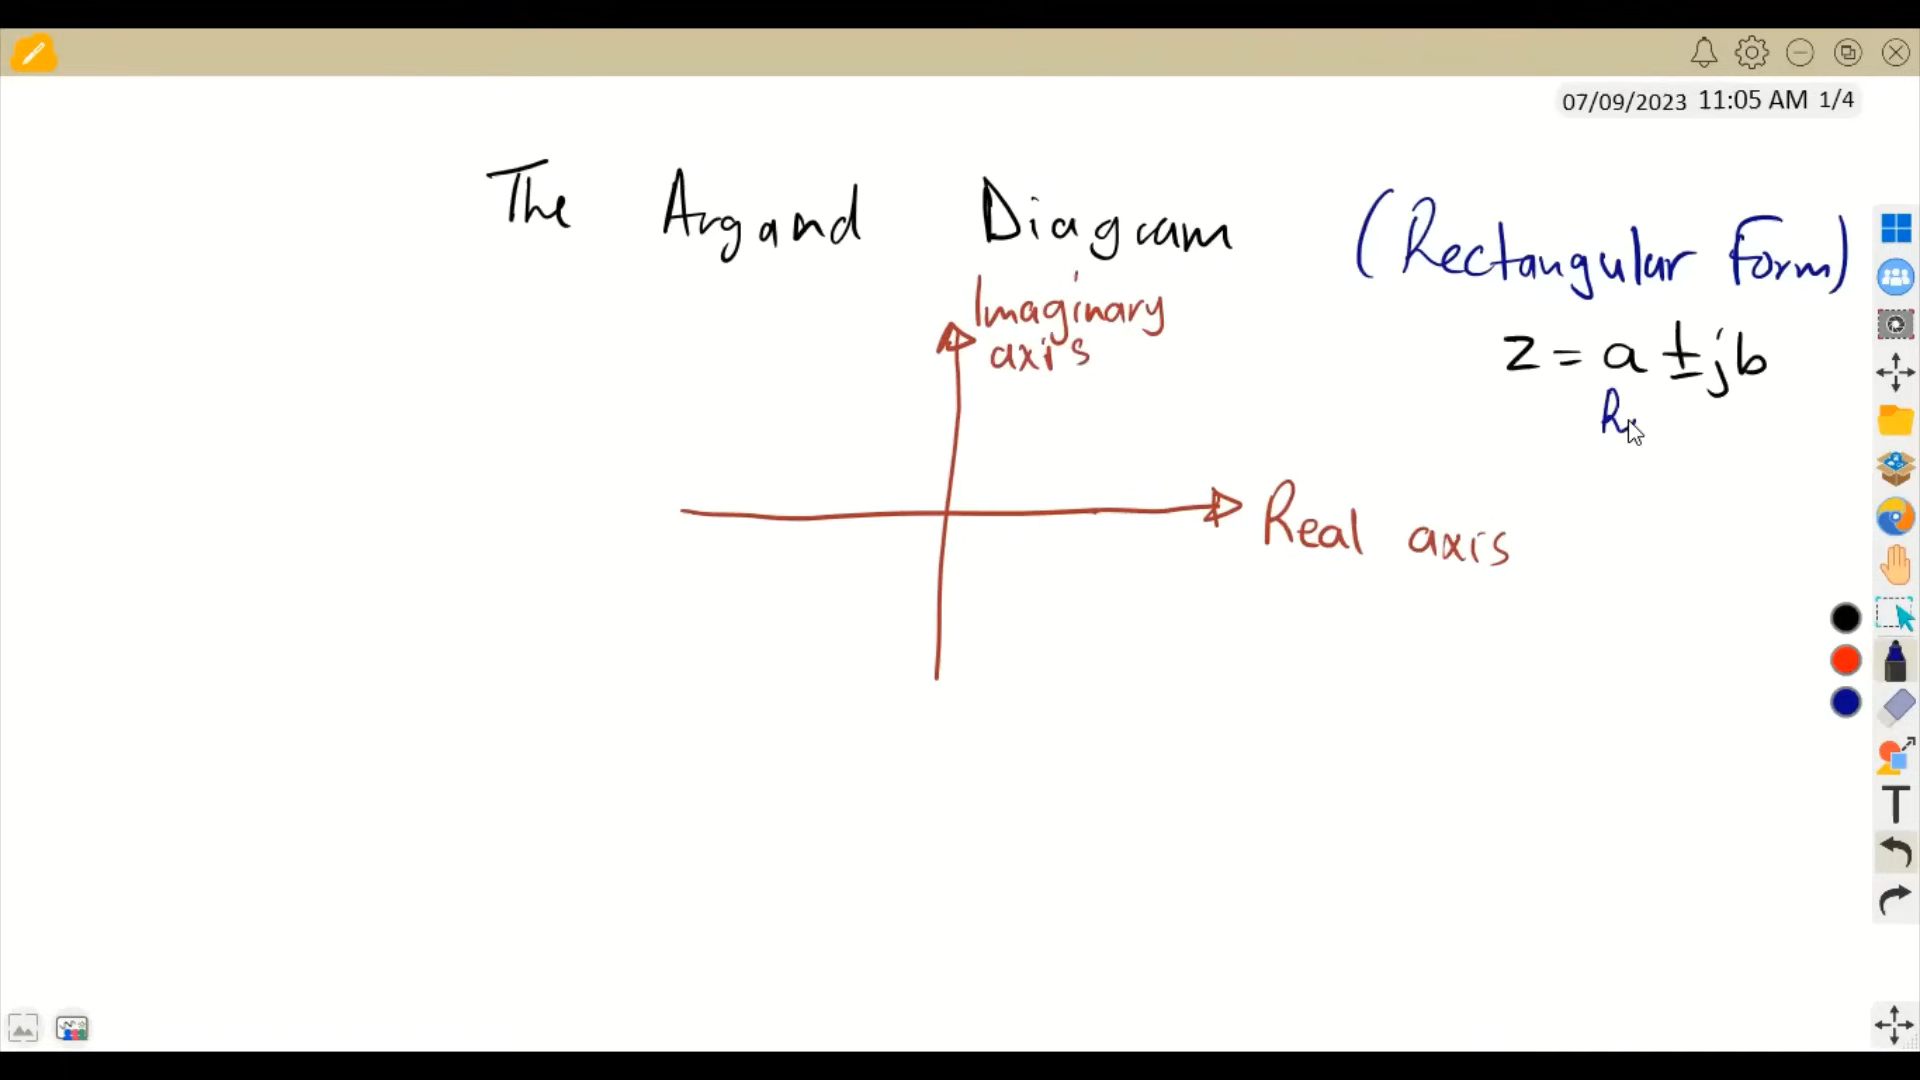 07/09/2023 11:05 AM 1/4
The Argand Diagram (Rectangular Form)
Imaginary
axis
z = a ± jb
R
Real axis
T